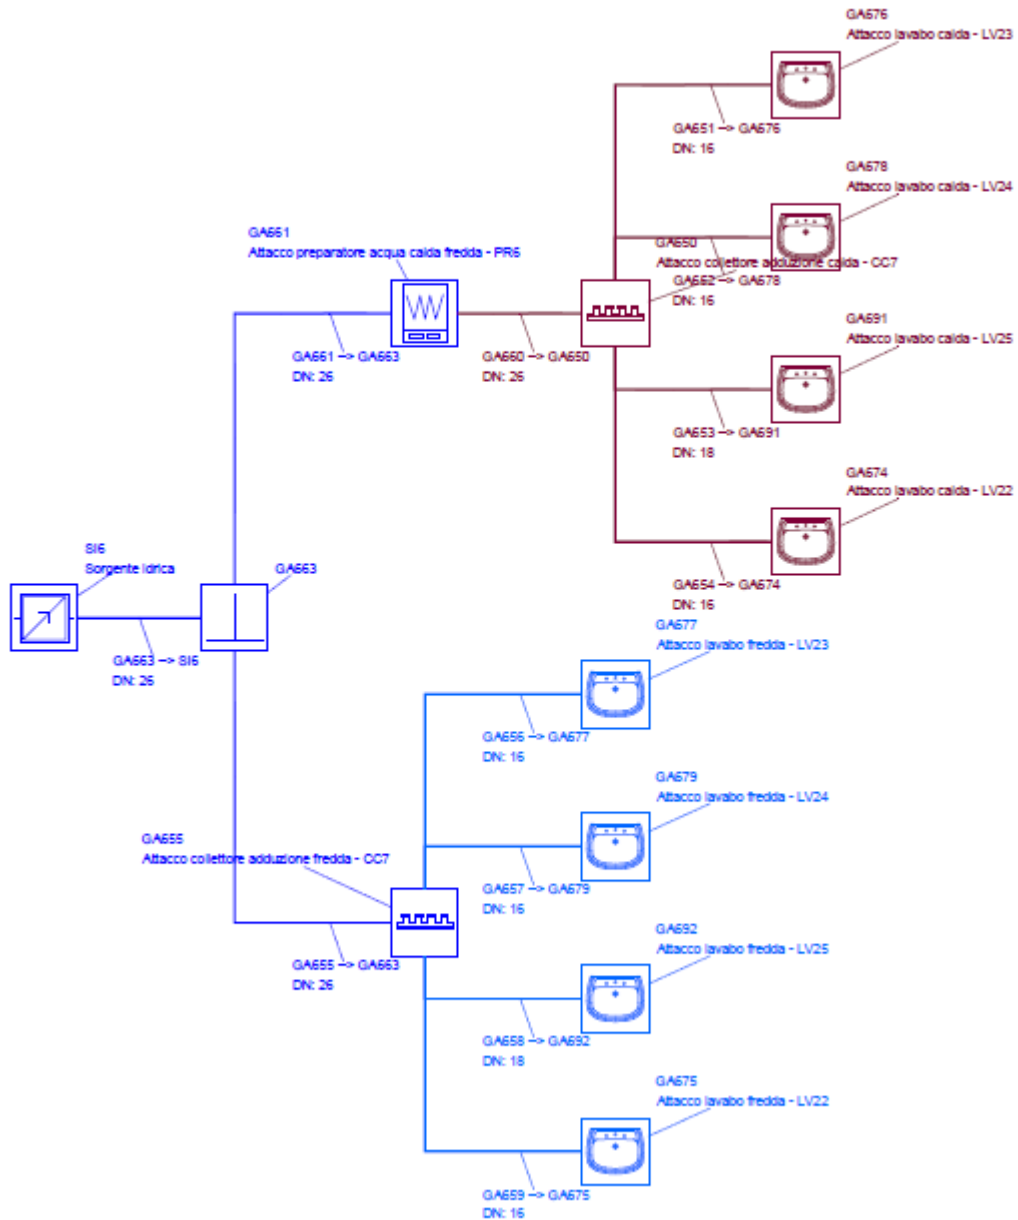 GA676
Attacco lavabo calda - LV23
GA651 --> GA676
DN: 16
GA678
Attacco lavabo calda - LV24
GA661
Attacco preparatore acqua calda fredda - PR6
GA650
Attacco collettore adduzione calda - CC7
GA652 --> GA678
DN: 16
GA691
Attacco lavabo calda - LV25
GA661 --> GA663
DN: 26
GA660 --> GA650
DN: 26
GA653 --> GA691
DN: 18
GA674
Attacco lavabo calda - LV22
SI6
Sorgente idrica
GA663
GA654 --> GA674
DN: 16
GA677
Attacco lavabo fredda - LV23
GA663 --> SI6
DN: 26
GA656 --> GA677
DN: 16
GA679
Attacco lavabo fredda - LV24
GA655
Attacco collettore adduzione fredda - CC7
GA657 --> GA679
DN: 16
GA692
Attacco lavabo fredda - LV25
GA655 --> GA663
DN: 26
GA658 --> GA692
DN: 18
GA675
Attacco lavabo fredda - LV22
GA659 --> GA675
DN: 16